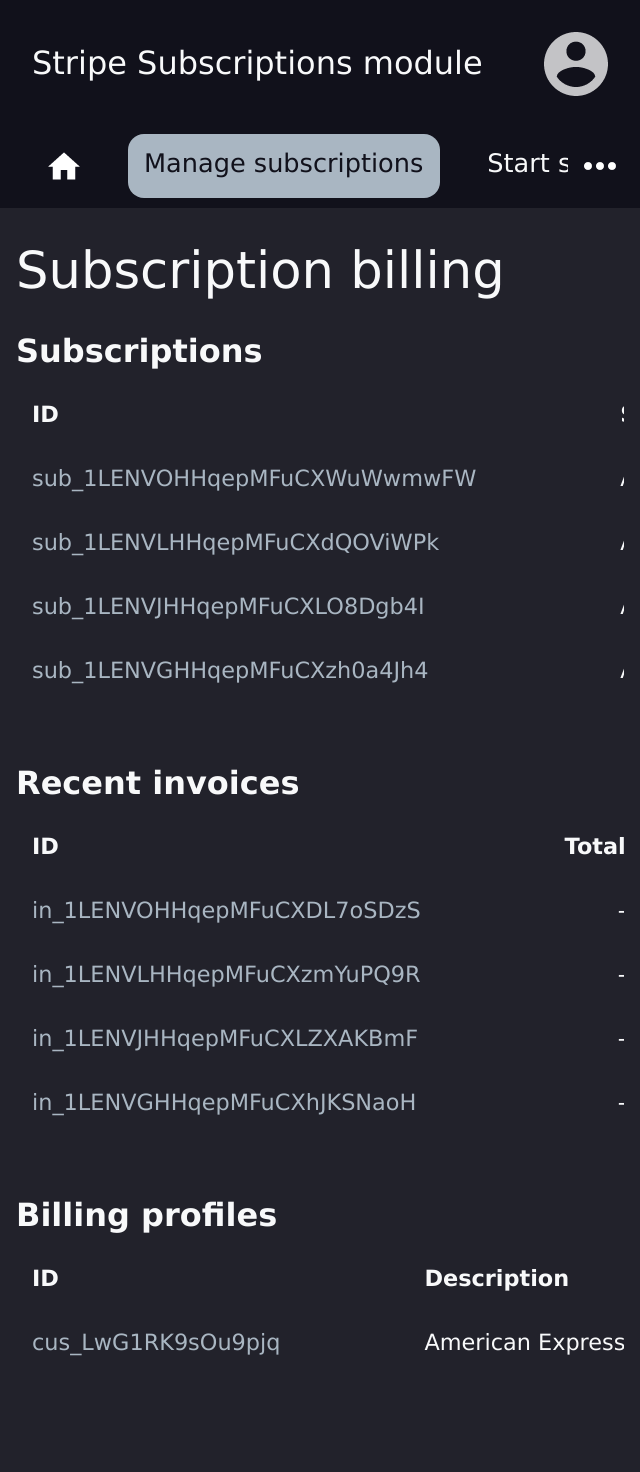 Stripe Subscriptions module
Manage subscriptions
Start s
Subscription billing
Subscriptions
ID
sub_1LENVOHHqepMFuCXWuWwmwFW
sub_1LENVLHHqepMFuCXdQOViWPk
sub_1LENVJHHqepMFuCXLO8Dgb4I
sub_1LENVGHHqepMFuCXzh0a4Jh4
Recent invoices
ID Total
in_1LENVOHHqepMFuCXDL7oSDzS -
in_1LENVLHHqepMFuCXzmYuPQ9R -
in_1LENVJHHqepMFuCXLZXAKBmF -
in_1LENVGHHqepMFuCXhJKSNaoH -
Billing profiles
ID Description
cus_LwG1RK9sOu9pjq American Express